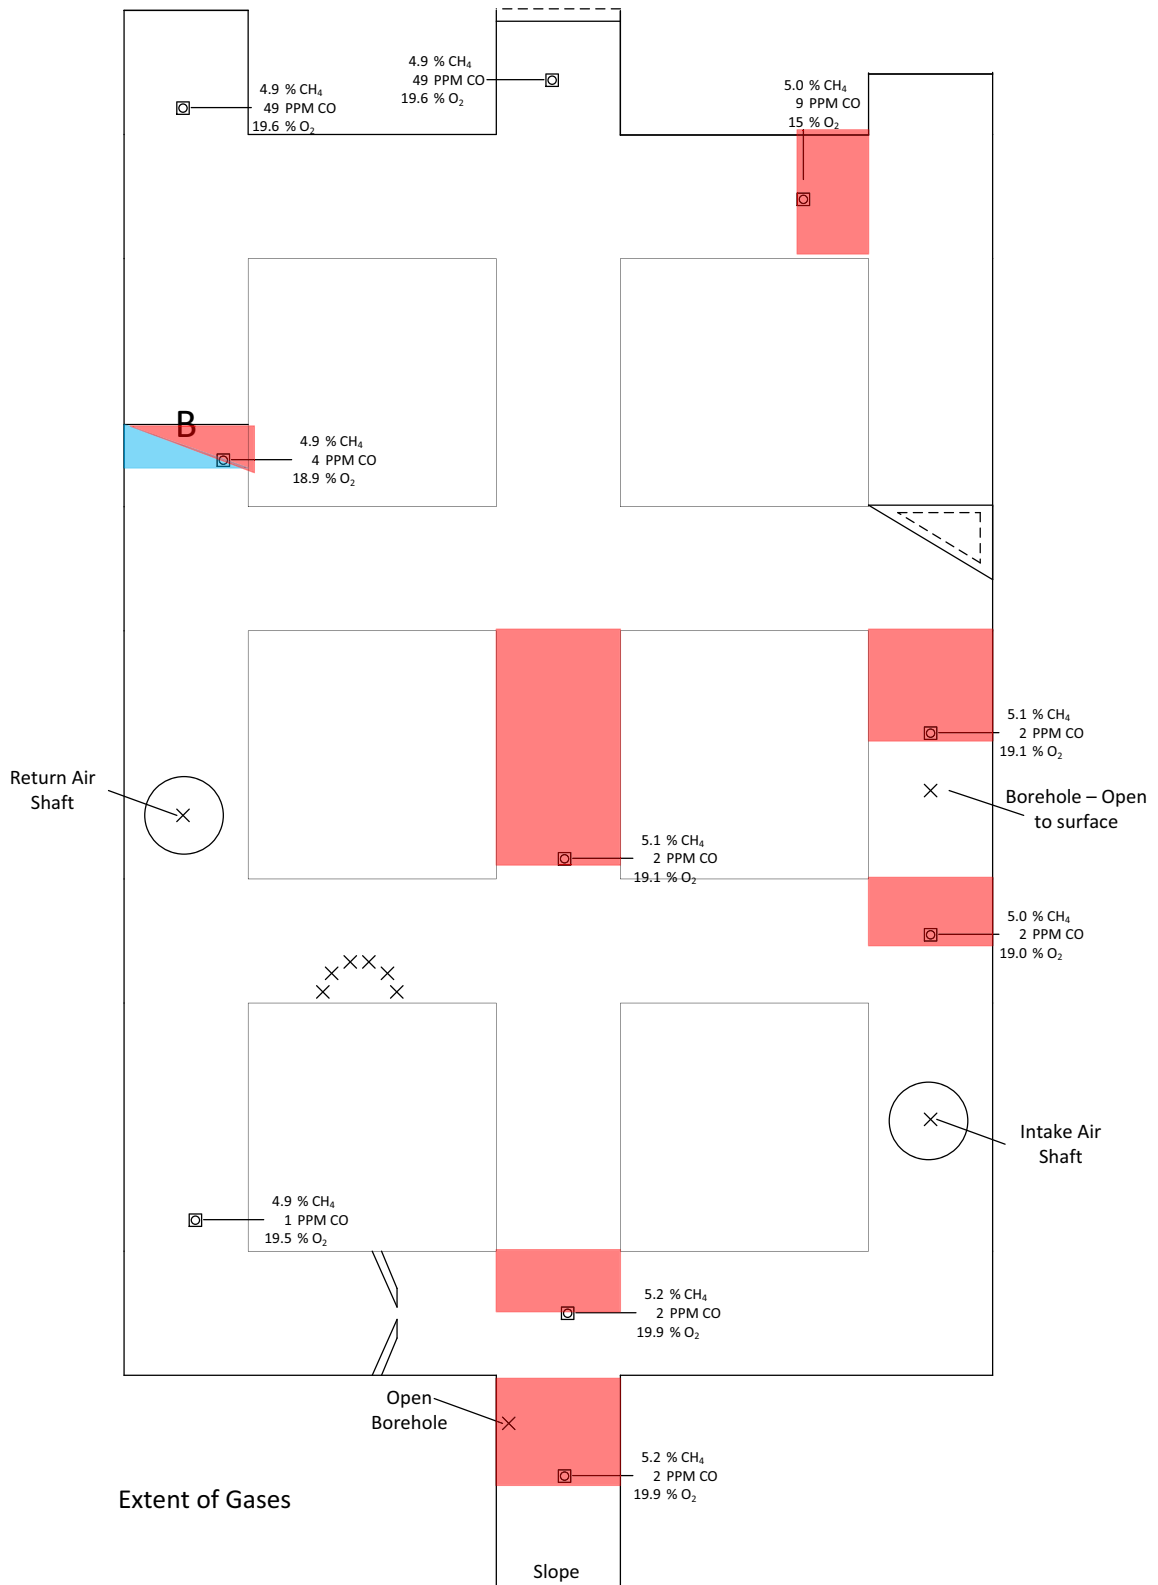 4.9 % CH₄
49 PPM CO
19.6 % O₂
4.9 % CH₄
49 PPM CO
19.6 % O₂
5.0 % CH₄
9 PPM CO
15 % O₂
B
4.9 % CH₄
4 PPM CO
18.9 % O₂
5.1 % CH₄
2 PPM CO
19.1 % O₂
Return Air
Shaft
Borehole – Open
to surface
5.1 % CH₄
2 PPM CO
19.1 % O₂
5.0 % CH₄
2 PPM CO
19.0 % O₂
Intake Air
Shaft
4.9 % CH₄
1 PPM CO
19.5 % O₂
5.2 % CH₄
2 PPM CO
19.9 % O₂
Open
Borehole
5.2 % CH₄
2 PPM CO
19.9 % O₂
Extent of Gases
Slope